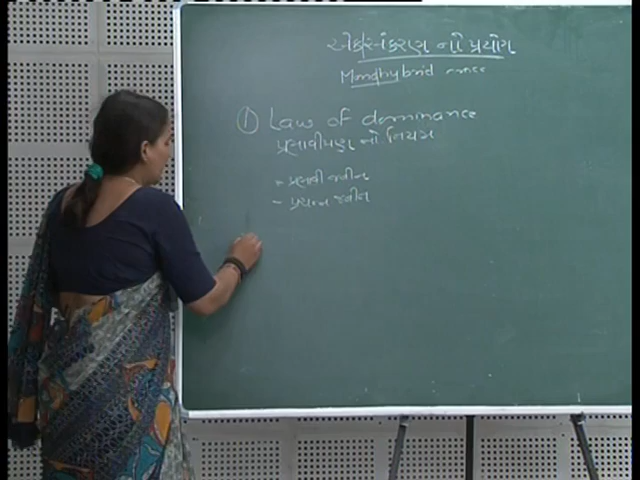 એકસંકરણ નો પ્રયોગ
Monohybrid cross
① Law of dominance
પ્રભાવીપણા નો નિયમ
- પ્રભાવી જનીન
- પ્રચ્છન્ન જનીન